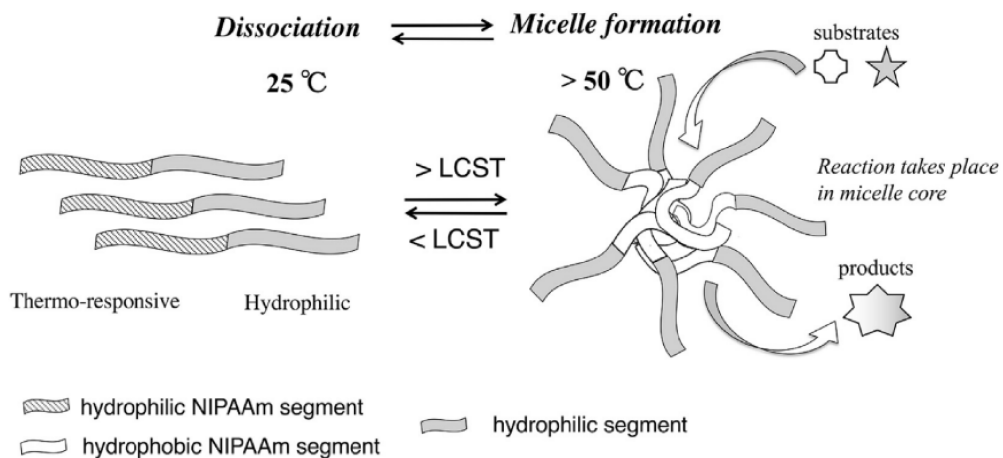 Dissociation
Micelle formation
25 ℃
> 50 ℃
substrates
> LCST
< LCST
Reaction takes place
in micelle core
products
Thermo-responsive
Hydrophilic
hydrophilic NIPAAm segment
hydrophobic NIPAAm segment
hydrophilic segment